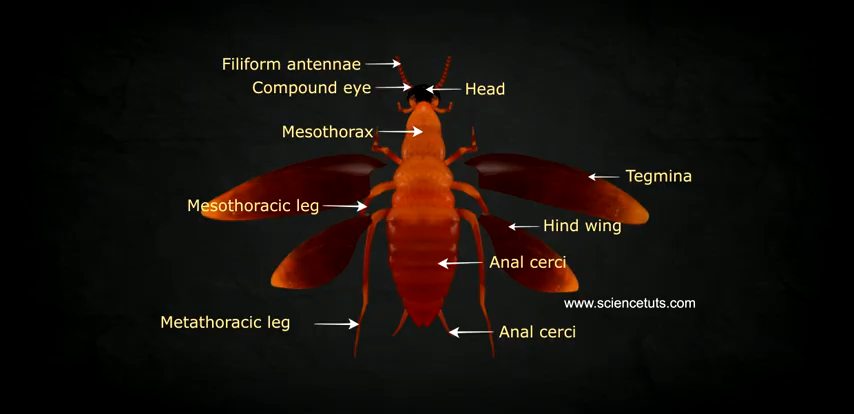 Filiform antennae
Compound eye
Head
Mesothorax
Tegmina
Mesothoracic leg
Hind wing
Anal cerci
www.sciencetuts.com
Metathoracic leg
Anal cerci